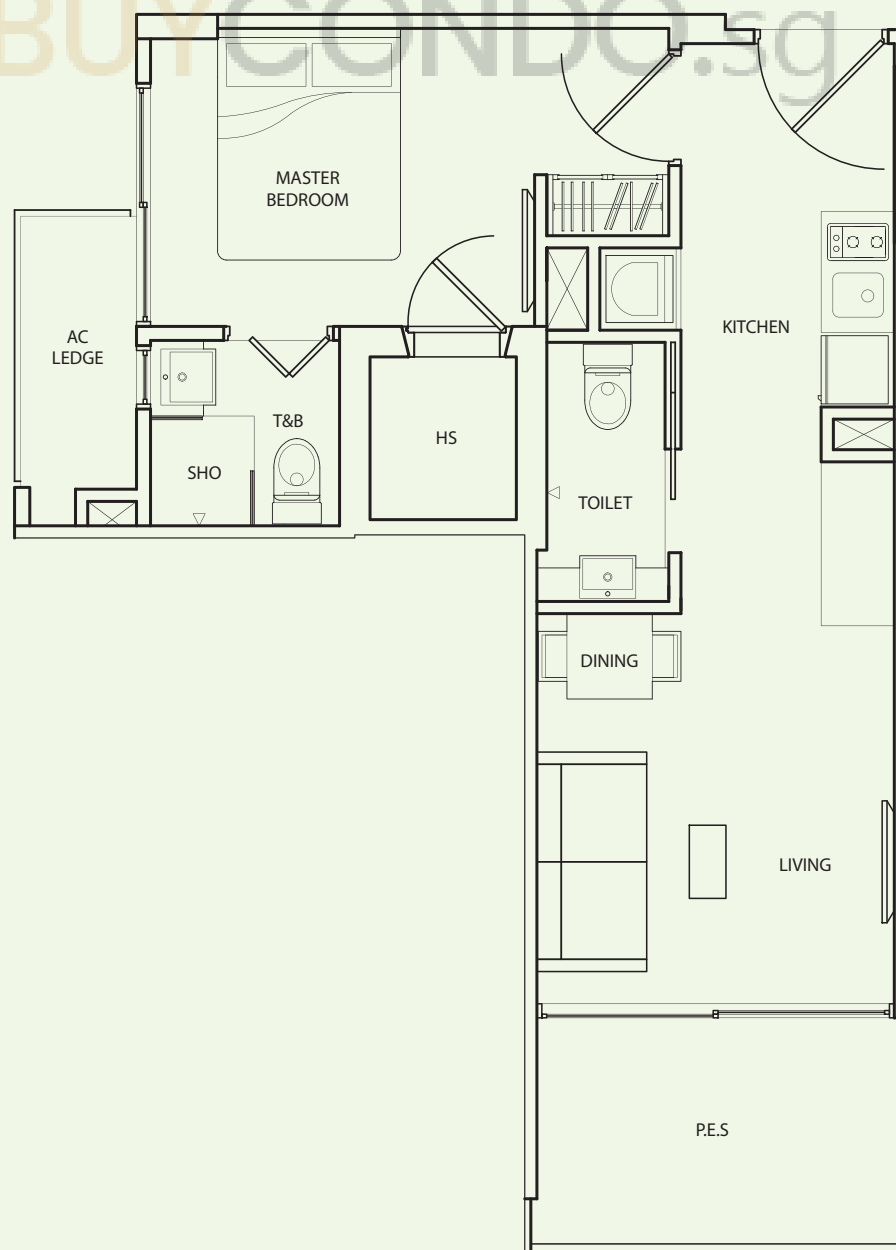 BUYCONDO.sg
MASTER
BEDROOM
AC
LEDGE
KITCHEN
T&B
HS
SHO
TOILET
DINING
LIVING
P.E.S